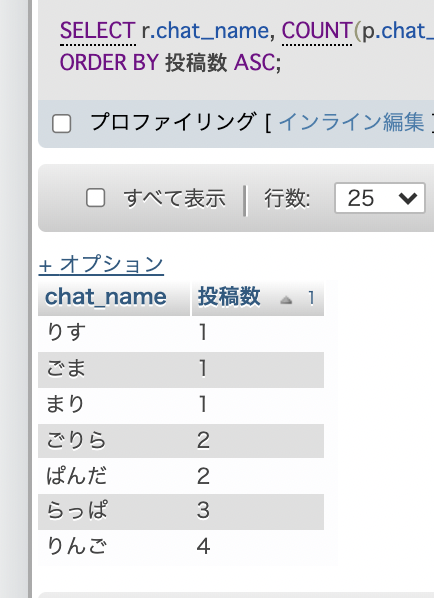 SELECT r.chat_name, COUNT(p.chat_
ORDER BY 投稿数 ASC;
プロファイリング [ インライン編集 ]
すべて表示 行数: 25
+ オプション
chat_name 投稿数 1
りす 1
ごま 1
まり 1
ごりら 2
ぱんだ 2
らっぱ 3
りんご 4